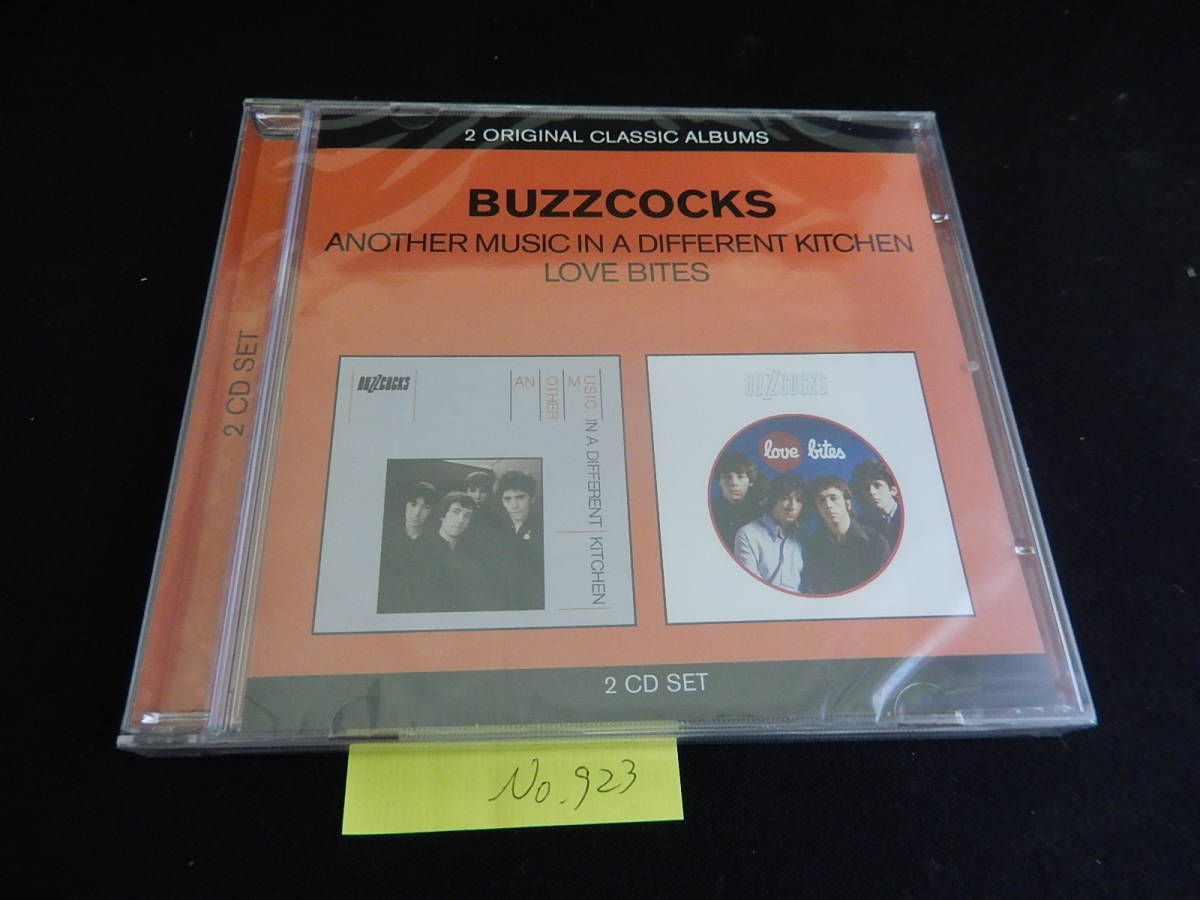 2 ORIGINAL CLASSIC ALBUMS
BUZZCOCKS
ANOTHER MUSIC IN A DIFFERENT KITCHEN
LOVE BITES
2 CD SET
BUZZCOCKS
AN
OTHER
M
USIC IN A DIFFERENT KITCHEN
BUZZCOCKS
love bites
2 CD SET
No. 923